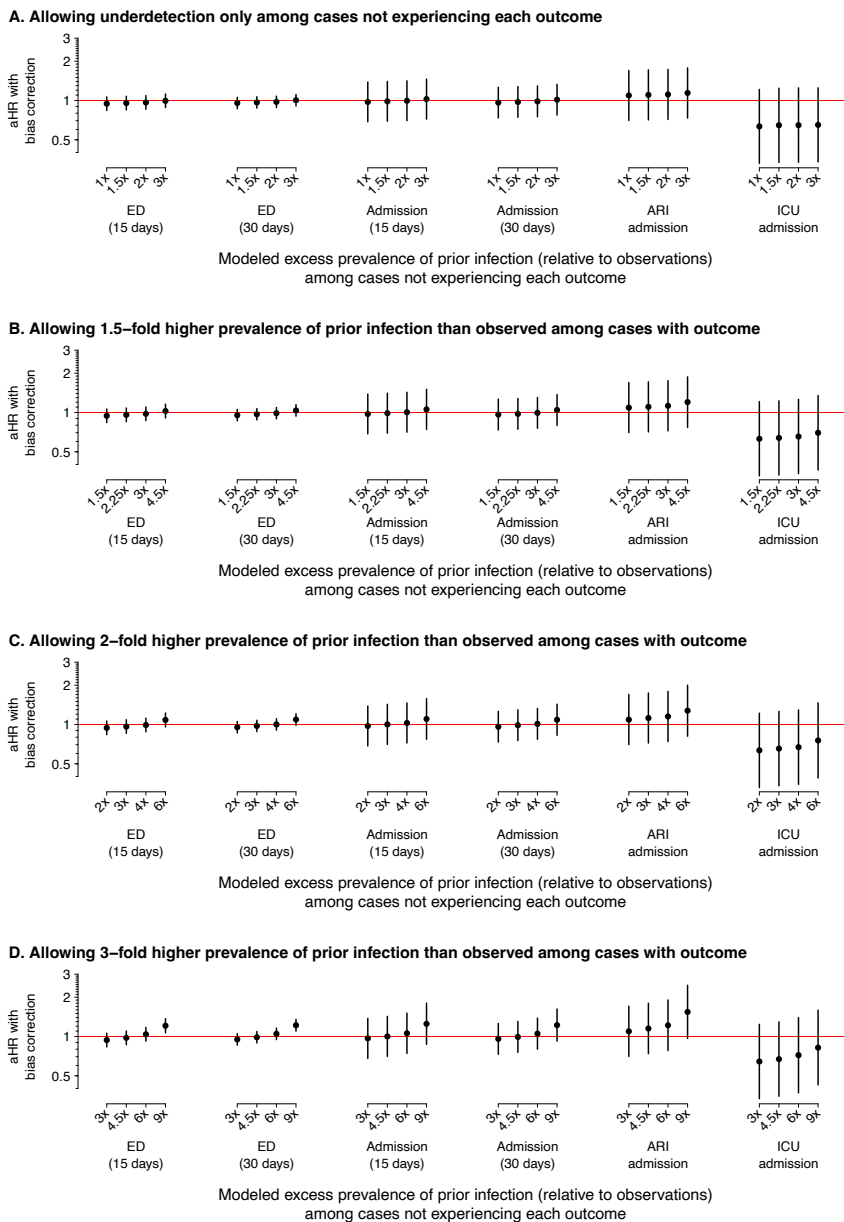 A. Allowing underdetection only among cases not experiencing each outcome
3
2
1
0.5
aHR with
bias correction
1x 1.5x 2x 3x 1x 1.5x 2x 3x 1x 1.5x 2x 3x 1x 1.5x 2x 3x 1x 1.5x 2x 3x 1x 1.5x 2x 3x
ED ED Admission Admission ARI ICU
(15 days) (30 days) (15 days) (30 days) admission admission
Modeled excess prevalence of prior infection (relative to observations)
among cases not experiencing each outcome
B. Allowing 1.5−fold higher prevalence of prior infection than observed among cases with outcome
3
2
1
0.5
aHR with
bias correction
1.5x 2.25x 3x 4.5x 1.5x 2.25x 3x 4.5x 1.5x 2.25x 3x 4.5x 1.5x 2.25x 3x 4.5x 1.5x 2.25x 3x 4.5x 1.5x 2.25x 3x 4.5x
ED ED Admission Admission ARI ICU
(15 days) (30 days) (15 days) (30 days) admission admission
Modeled excess prevalence of prior infection (relative to observations)
among cases not experiencing each outcome
C. Allowing 2−fold higher prevalence of prior infection than observed among cases with outcome
3
2
1
0.5
aHR with
bias correction
2x 3x 4x 6x 2x 3x 4x 6x 2x 3x 4x 6x 2x 3x 4x 6x 2x 3x 4x 6x 2x 3x 4x 6x
ED ED Admission Admission ARI ICU
(15 days) (30 days) (15 days) (30 days) admission admission
Modeled excess prevalence of prior infection (relative to observations)
among cases not experiencing each outcome
D. Allowing 3−fold higher prevalence of prior infection than observed among cases with outcome
3
2
1
0.5
aHR with
bias correction
3x 4.5x 6x 9x 3x 4.5x 6x 9x 3x 4.5x 6x 9x 3x 4.5x 6x 9x 3x 4.5x 6x 9x 3x 4.5x 6x 9x
ED ED Admission Admission ARI ICU
(15 days) (30 days) (15 days) (30 days) admission admission
Modeled excess prevalence of prior infection (relative to observations)
among cases not experiencing each outcome